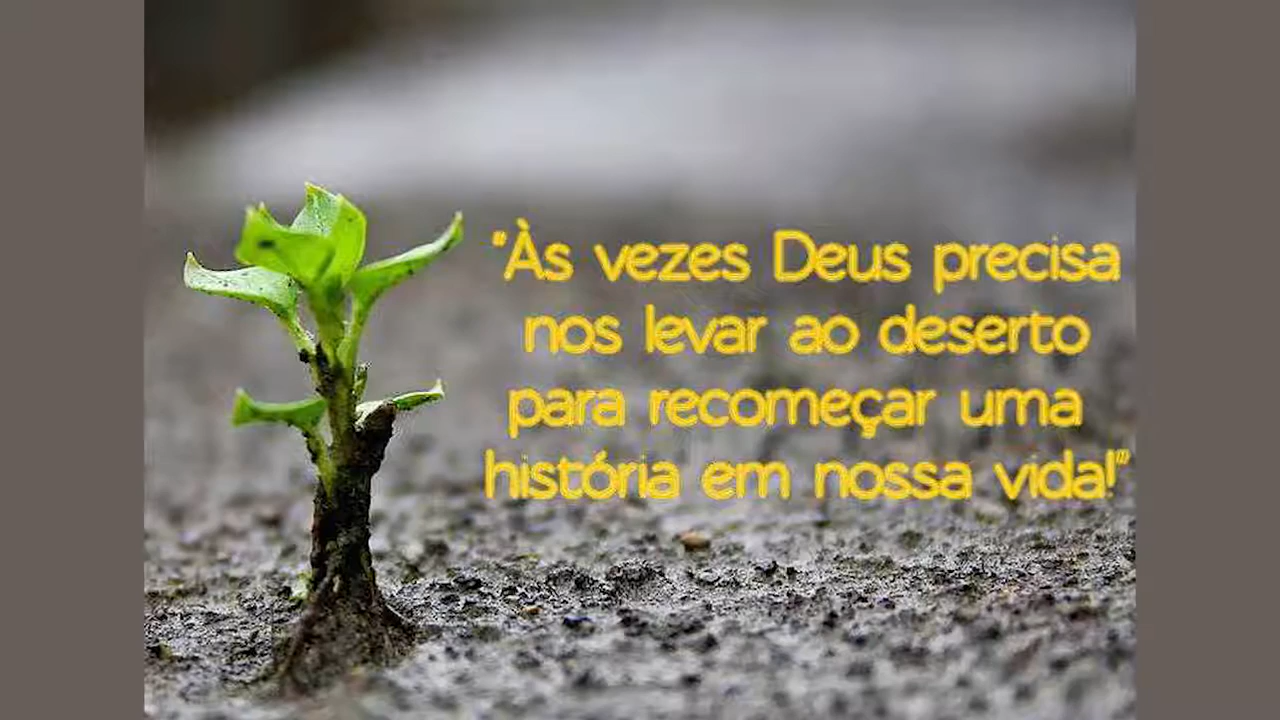 "Às vezes Deus precisa
nos levar ao deserto
para recomeçar uma
história em nossa vida!"